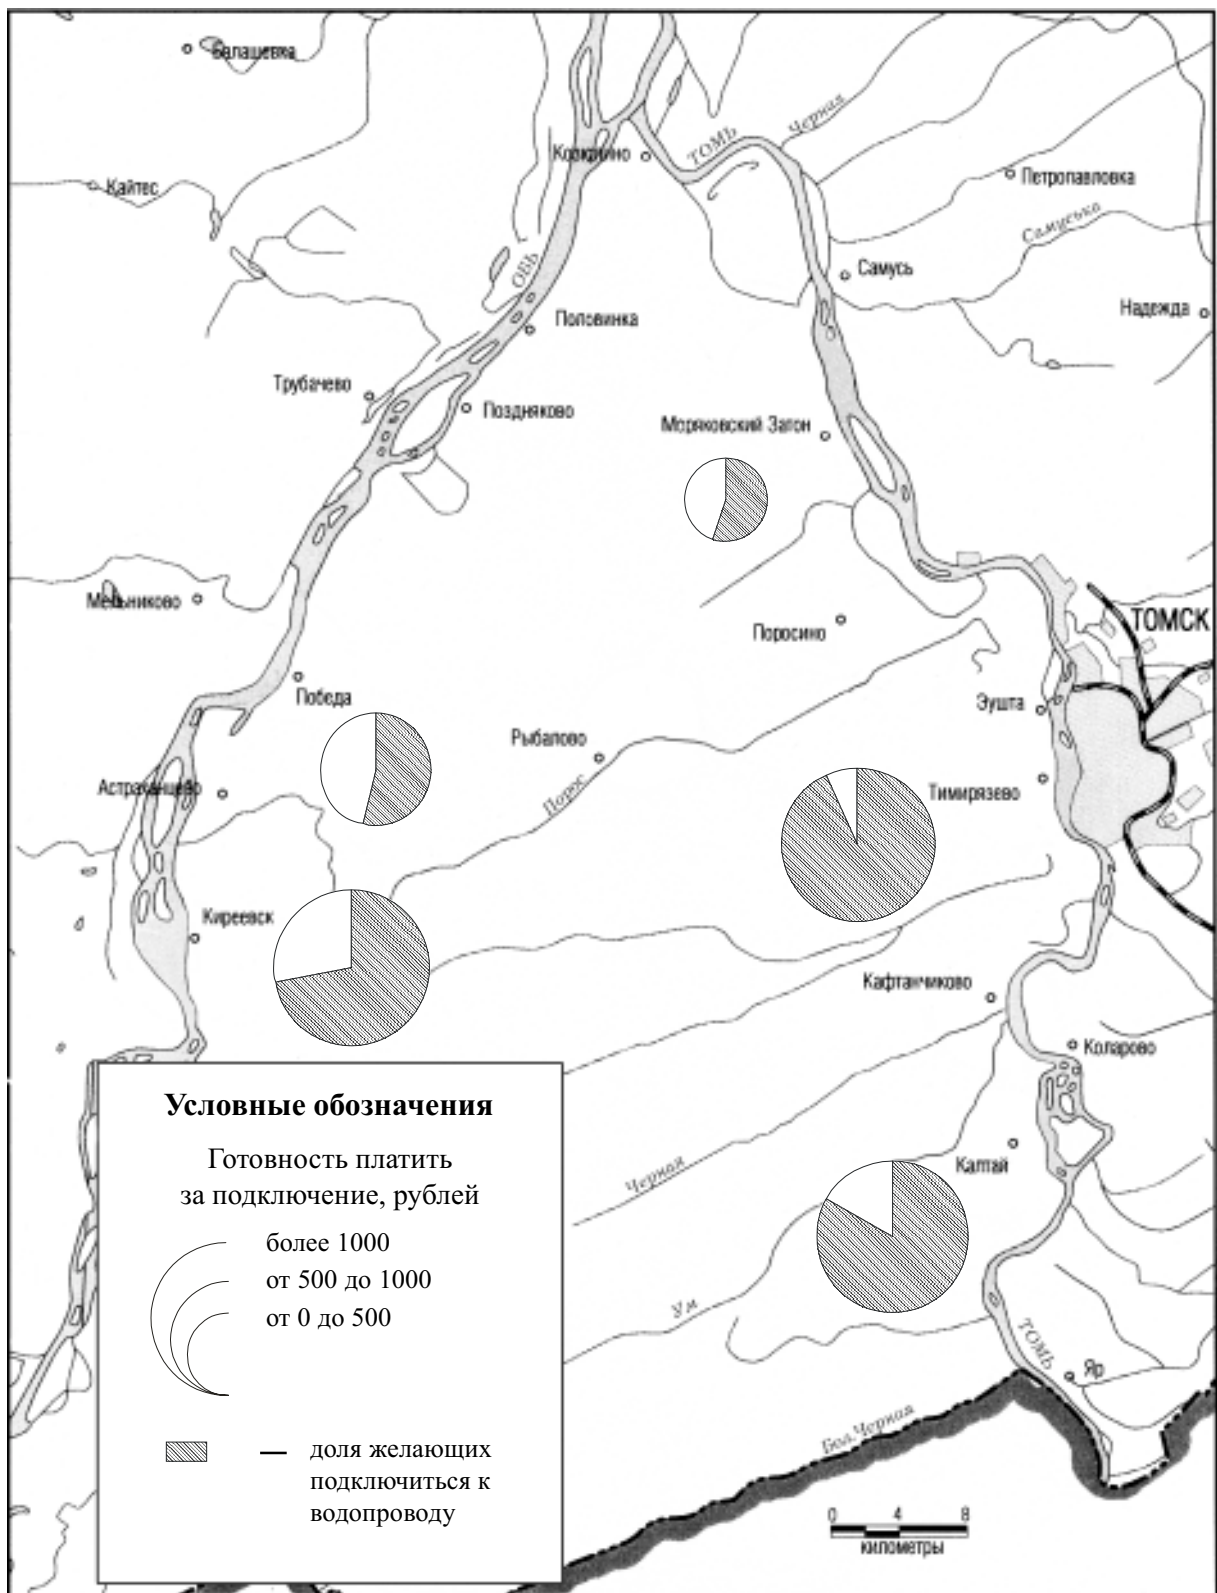 Балашевка
Черная
ТОМЬ
Петропавловка
Кайтес
Самуська
ОБЬ
Самусь
Надежда
Половинка
Трубачево
Поздняково
Моряковский Затон
Мельниково
ТОМСК
Поросино
Победа
Эушта
Рыбалово
Порос
Астраханцево
Тимирязево
Киреевск
Кафтанчиково
Коларово
Калтай
Черная
Ум
ТОМЬ
Яр
Бол.Черная
Условные обозначения
Готовность платить
за подключение, рублей
более 1000
от 500 до 1000
от 0 до 500
— доля желающих
подключиться к
водопроводу
0 4 8
километры